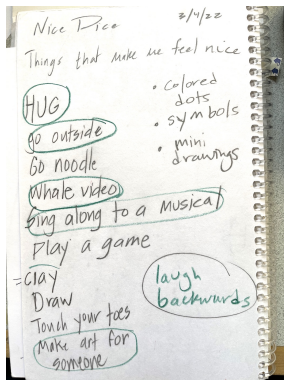 Nice Dice 3/4/22
Things that make me feel nice
HUG
go outside
Go noodle
Whale video
Sing along to a musical
Play a game
= Clay
Draw
Touch your toes
Make art for
someone
• colored
dots
• symbols
• mini
drawings
laugh
backwards